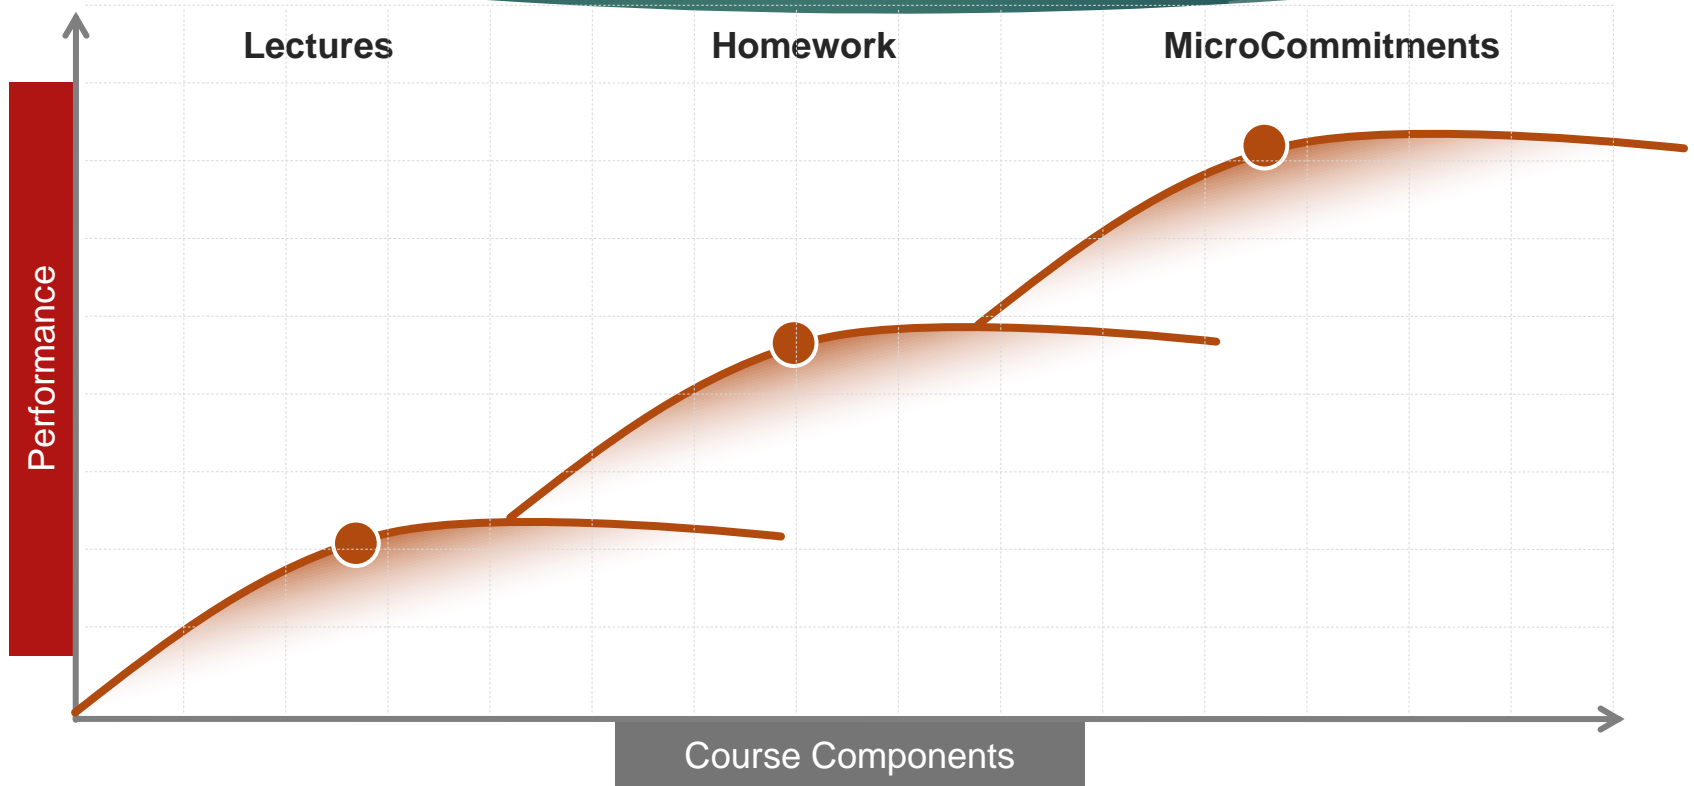 Lectures
Homework
MicroCommitments
Performance
Course Components